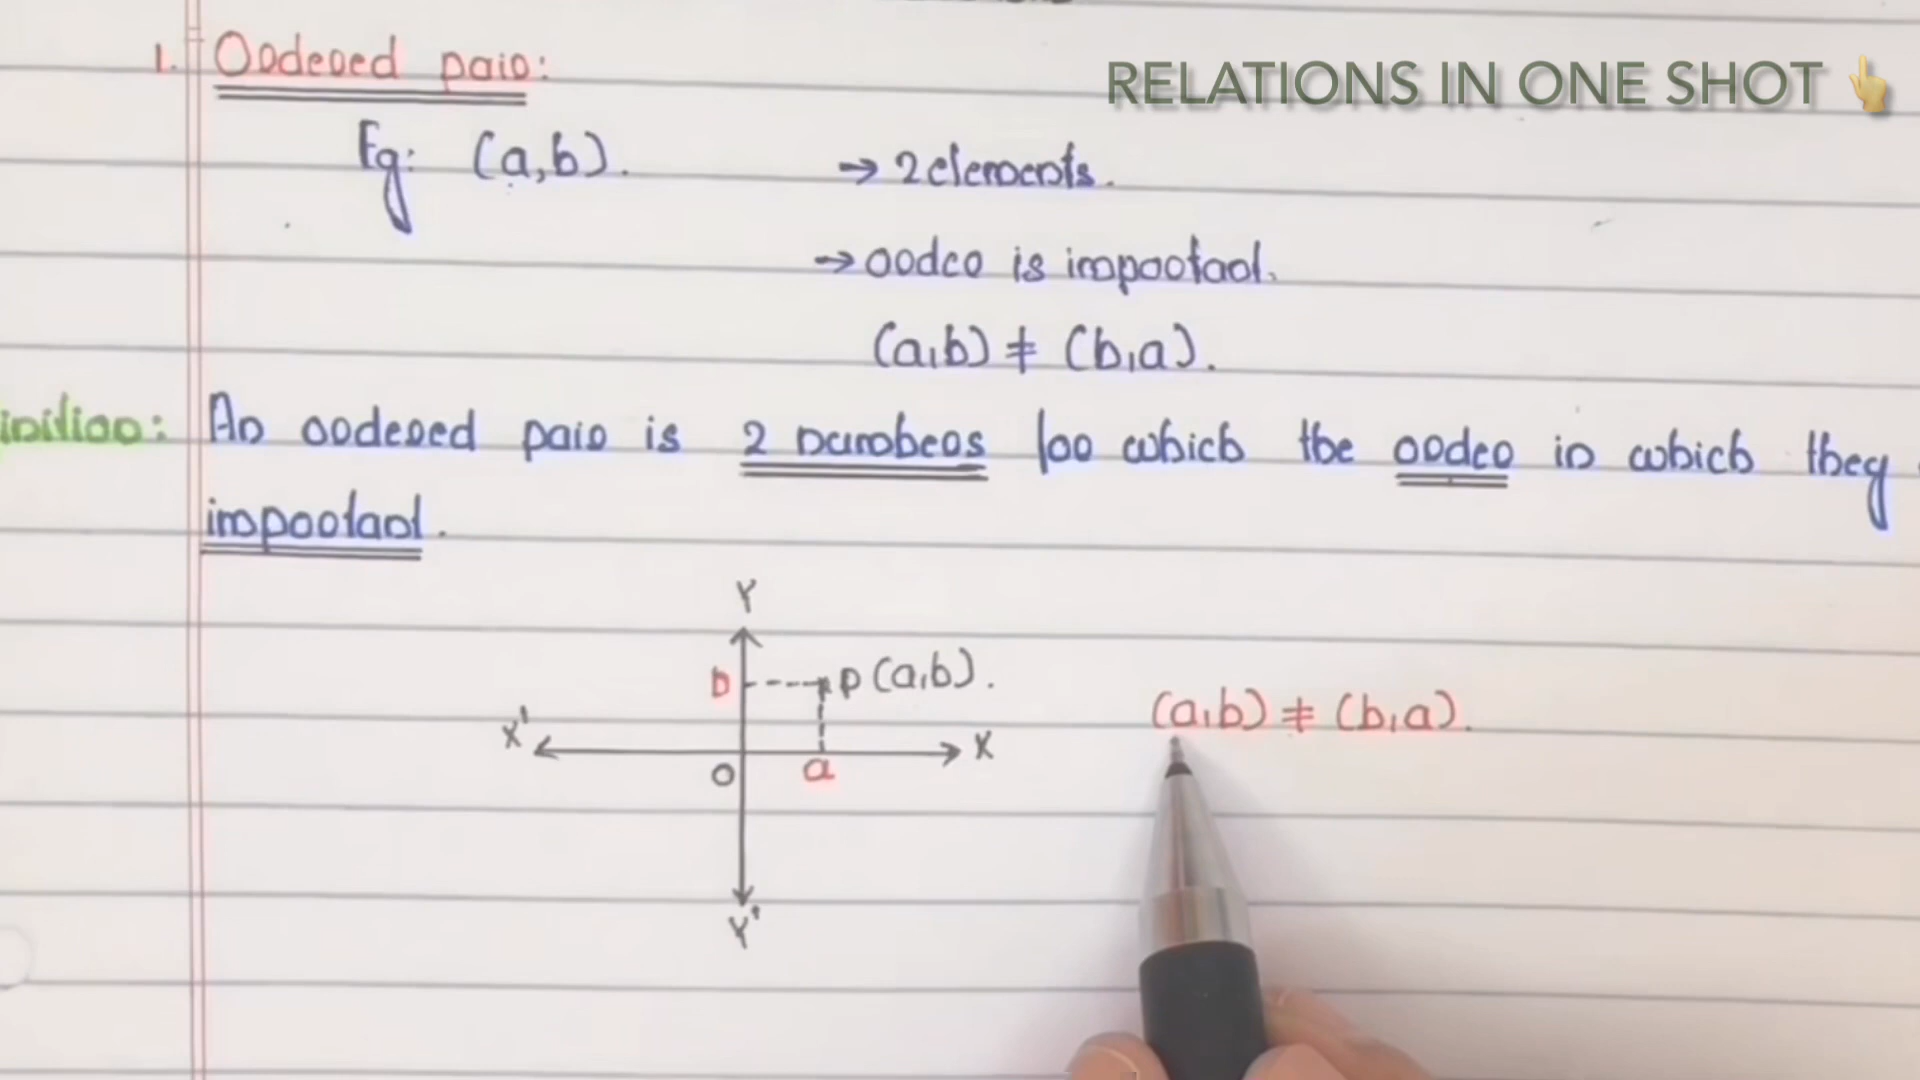 RELATIONS IN ONE SHOT 👆
1. Ordered pair:
Eg: (a,b).
→ 2 elements.
→ order is important.
(a,b) ≠ (b,a).
inition: An ordered pair is 2 numbers for which the order in which they
important.
Y
b
P (a,b).
(a,b) ≠ (b,a).
X' X
O a
Y'